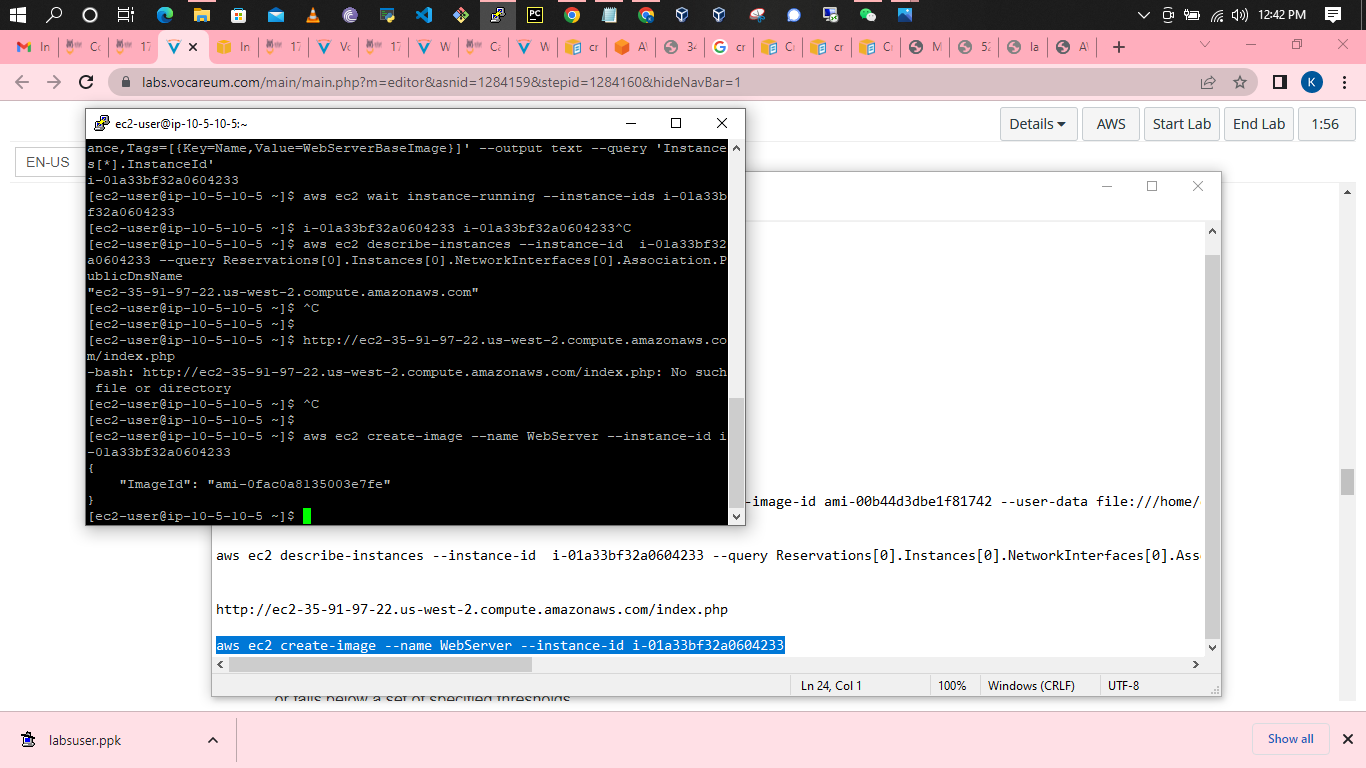 12:42 PM
In
Co
17
In
17
Vo
17
W
Ca
W
cr
AV
34
cr
Cr
cr
Cr
M
52
la
AV
labs.vocareum.com/main/main.php?m=editor&asnid=1284159&stepid=1284160&hideNavBar=1
K
Details
AWS
Start Lab
End Lab
1:56
EN-US
ec2-user@ip-10-5-10-5:~
ance,Tags=[{Key=Name,Value=WebServerBaseImage}]' --output text --query 'Instance
s[*].InstanceId'
i-01a33bf32a0604233
[ec2-user@ip-10-5-10-5 ~]$ aws ec2 wait instance-running --instance-ids i-01a33b
f32a0604233
[ec2-user@ip-10-5-10-5 ~]$ i-01a33bf32a0604233 i-01a33bf32a0604233^C
[ec2-user@ip-10-5-10-5 ~]$ aws ec2 describe-instances --instance-id  i-01a33bf32
a0604233 --query Reservations[0].Instances[0].NetworkInterfaces[0].Association.P
ublicDnsName
"ec2-35-91-97-22.us-west-2.compute.amazonaws.com"
[ec2-user@ip-10-5-10-5 ~]$ ^C
[ec2-user@ip-10-5-10-5 ~]$
[ec2-user@ip-10-5-10-5 ~]$ http://ec2-35-91-97-22.us-west-2.compute.amazonaws.co
m/index.php
-bash: http://ec2-35-91-97-22.us-west-2.compute.amazonaws.com/index.php: No such
 file or directory
[ec2-user@ip-10-5-10-5 ~]$ ^C
[ec2-user@ip-10-5-10-5 ~]$
[ec2-user@ip-10-5-10-5 ~]$ aws ec2 create-image --name WebServer --instance-id i
-01a33bf32a0604233
{
    "ImageId": "ami-0fac0a8135003e7fe"
}
[ec2-user@ip-10-5-10-5 ~]$
-image-id ami-00b44d3dbe1f81742 --user-data file:///home/
aws ec2 describe-instances --instance-id  i-01a33bf32a0604233 --query Reservations[0].Instances[0].NetworkInterfaces[0].Ass
http://ec2-35-91-97-22.us-west-2.compute.amazonaws.com/index.php
aws ec2 create-image --name WebServer --instance-id i-01a33bf32a0604233
Ln 24, Col 1
100%
Windows (CRLF)
UTF-8
or falls below a set of specified thresholds
labsuser.ppk
Show all